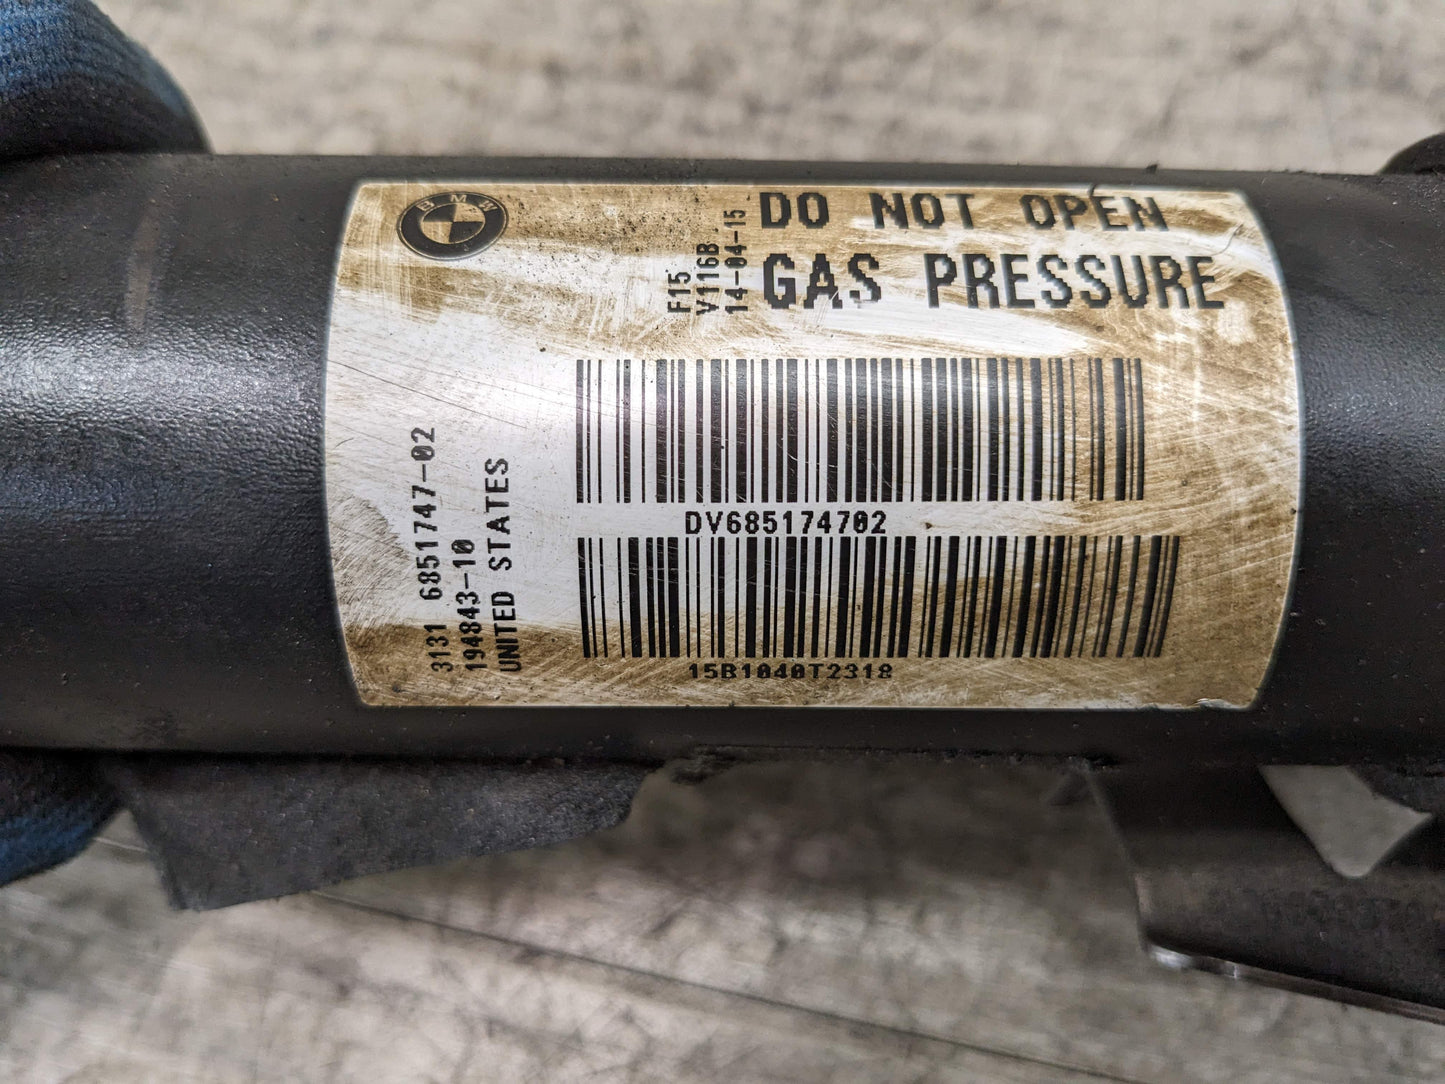 BMW
DO NOT OPEN
GAS PRESSURE
F15
V116B
14-04-15
3131 6851747-02
194843-10
UNITED STATES
DV685174702
15B1040T2318